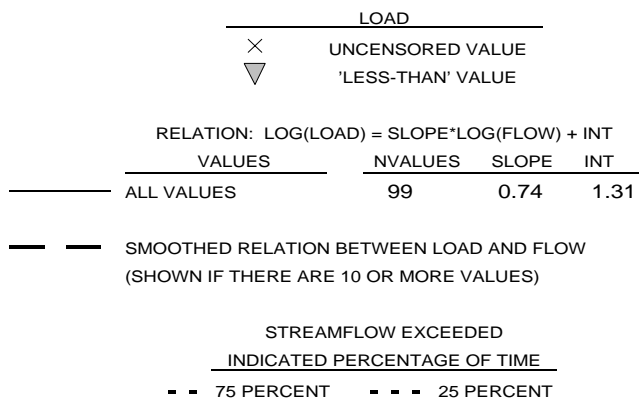 LOAD
UNCENSORED VALUE
'LESS-THAN' VALUE
RELATION: LOG(LOAD) = SLOPE*LOG(FLOW) + INT
VALUES NVALUES SLOPE INT
ALL VALUES 99 0.74 1.31
SMOOTHED RELATION BETWEEN LOAD AND FLOW
(SHOWN IF THERE ARE 10 OR MORE VALUES)
STREAMFLOW EXCEEDED
INDICATED PERCENTAGE OF TIME
75 PERCENT 25 PERCENT